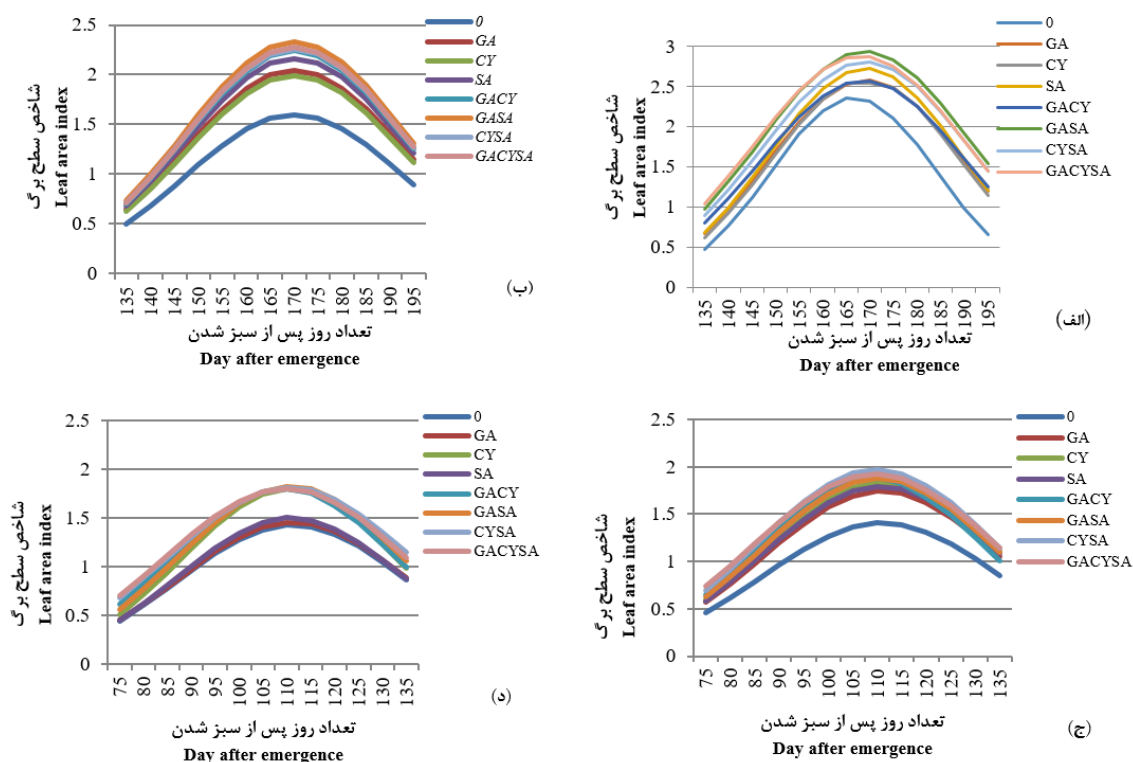 2.5
2
1.5
1
0.5
0
شاخص سطح برگ
Leaf area index
135 140 145 150 155 160 165 170 175 180 185 190 195
تعداد روز پس از سبز شدن
Day after emergence
(ب)
0
GA
CY
SA
GACY
GASA
CYSA
GACYSA
3
2.5
2
1.5
1
0.5
0
شاخص سطح برگ
Leaf area index
135 140 145 150 155 160 165 170 175 180 185 190 195
تعداد روز پس از سبز شدن
Day after emergence
(الف)
0
GA
CY
SA
GACY
GASA
CYSA
GACYSA
2.5
2
1.5
1
0.5
0
شاخص سطح برگ
Leaf area index
75 80 85 90 95 100 105 110 115 120 125 130 135
تعداد روز پس از سبز شدن
Day after emergence
(د)
0
GA
CY
SA
GACY
GASA
CYSA
GACYSA
2.5
2
1.5
1
0.5
0
شاخص سطح برگ
Leaf area index
75 80 85 90 95 100 105 110 115 120 125 130 135
تعداد روز پس از سبز شدن
Day after emergence
(ج)
0
GA
CY
SA
GACY
GASA
CYSA
GACYSA